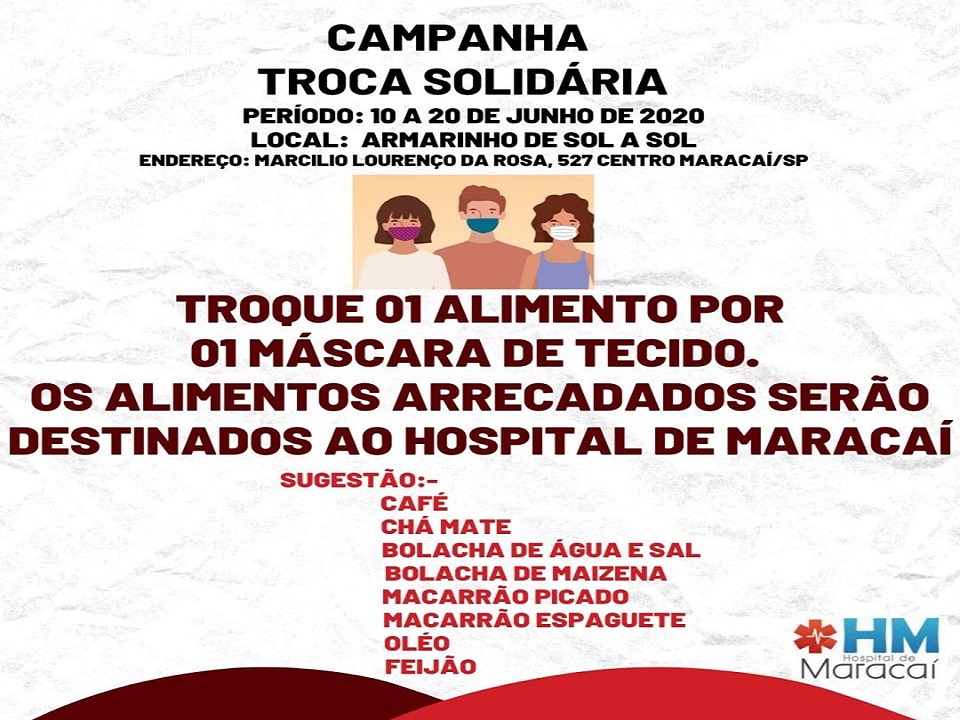 CAMPANHA
TROCA SOLIDÁRIA
PERÍODO: 10 A 20 DE JUNHO DE 2020
LOCAL: ARMARINHO DE SOL A SOL
ENDEREÇO: MARCILIO LOURENÇO DA ROSA, 527 CENTRO MARACAÍ/SP
TROQUE 01 ALIMENTO POR
01 MÁSCARA DE TECIDO.
OS ALIMENTOS ARRECADADOS SERÃO
DESTINADOS AO HOSPITAL DE MARACAÍ
SUGESTÃO:-
CAFÉ
CHÁ MATE
BOLACHA DE ÁGUA E SAL
BOLACHA DE MAIZENA
MACARRÃO PICADO
MACARRÃO ESPAGUETE
OLÉO
FEIJÃO
HM
Hospital de
Maracaí